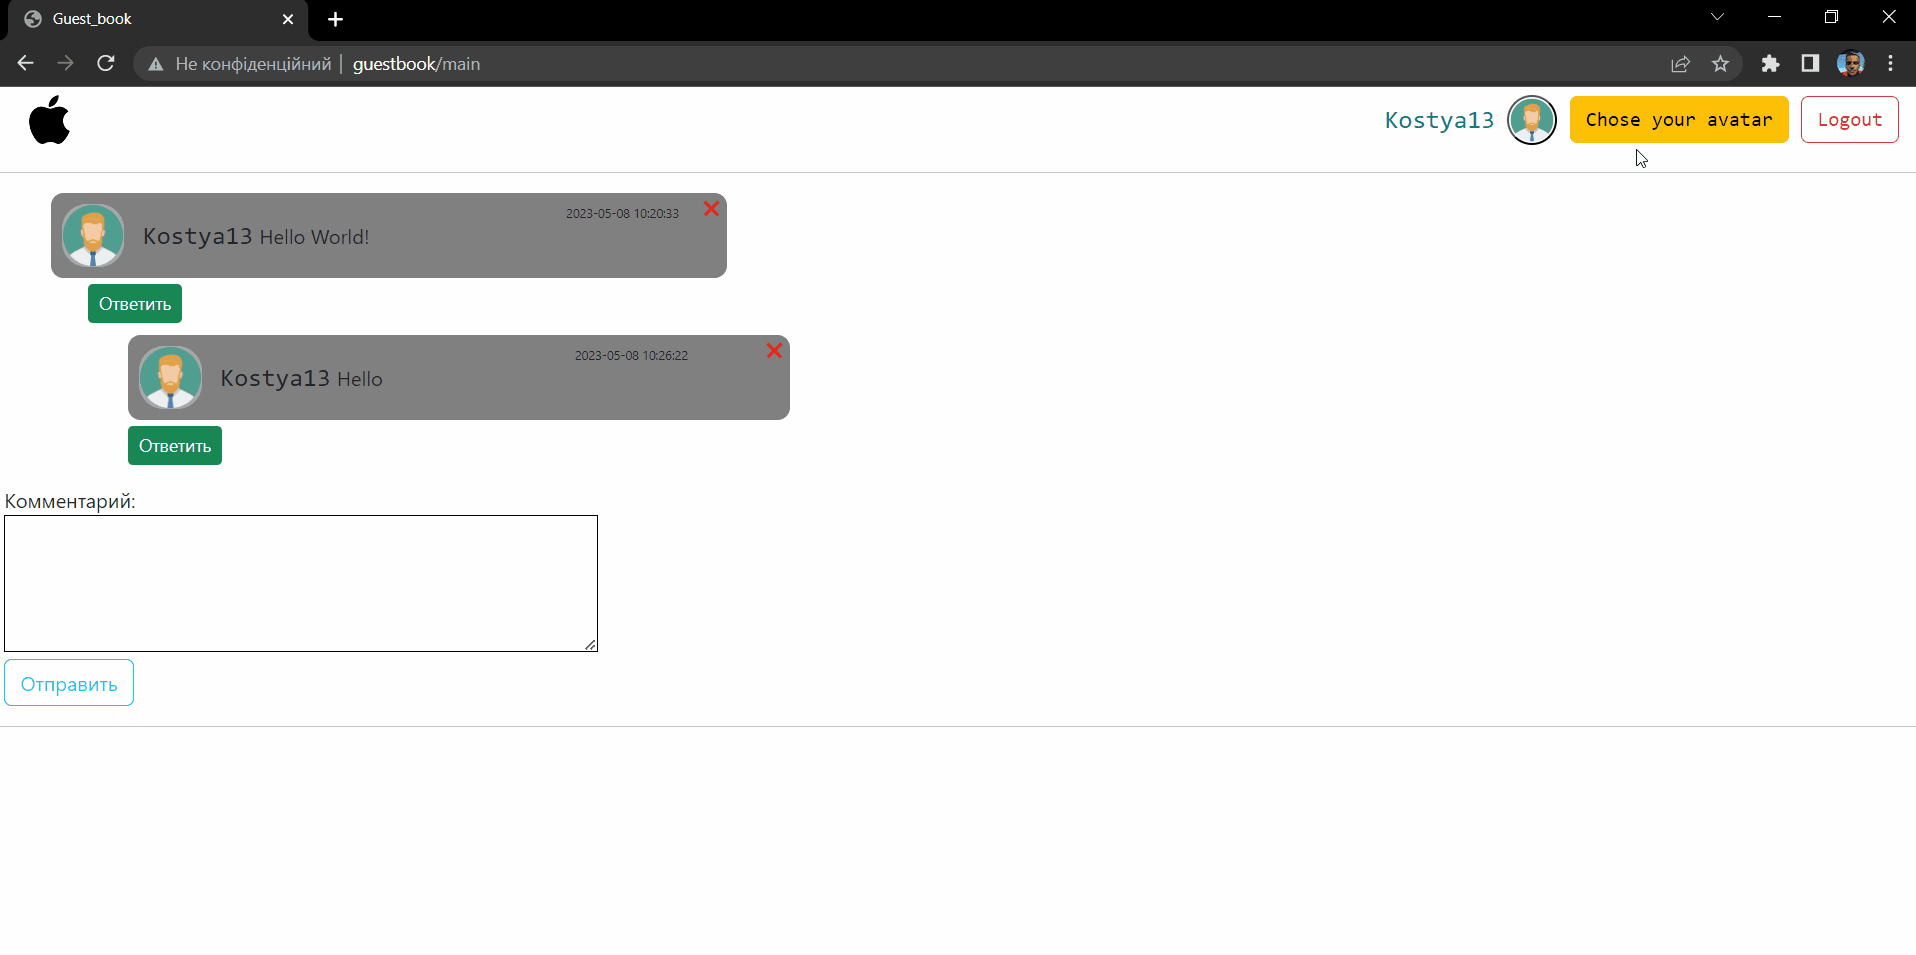 Guest_book
Не конфіденційний | guestbook/main
Kostya13 Chose your avatar Logout
2023-05-08 10:20:33
Kostya13 Hello World!
Ответить
2023-05-08 10:26:22
Kostya13 Hello
Ответить
Комментарий:
Отправить